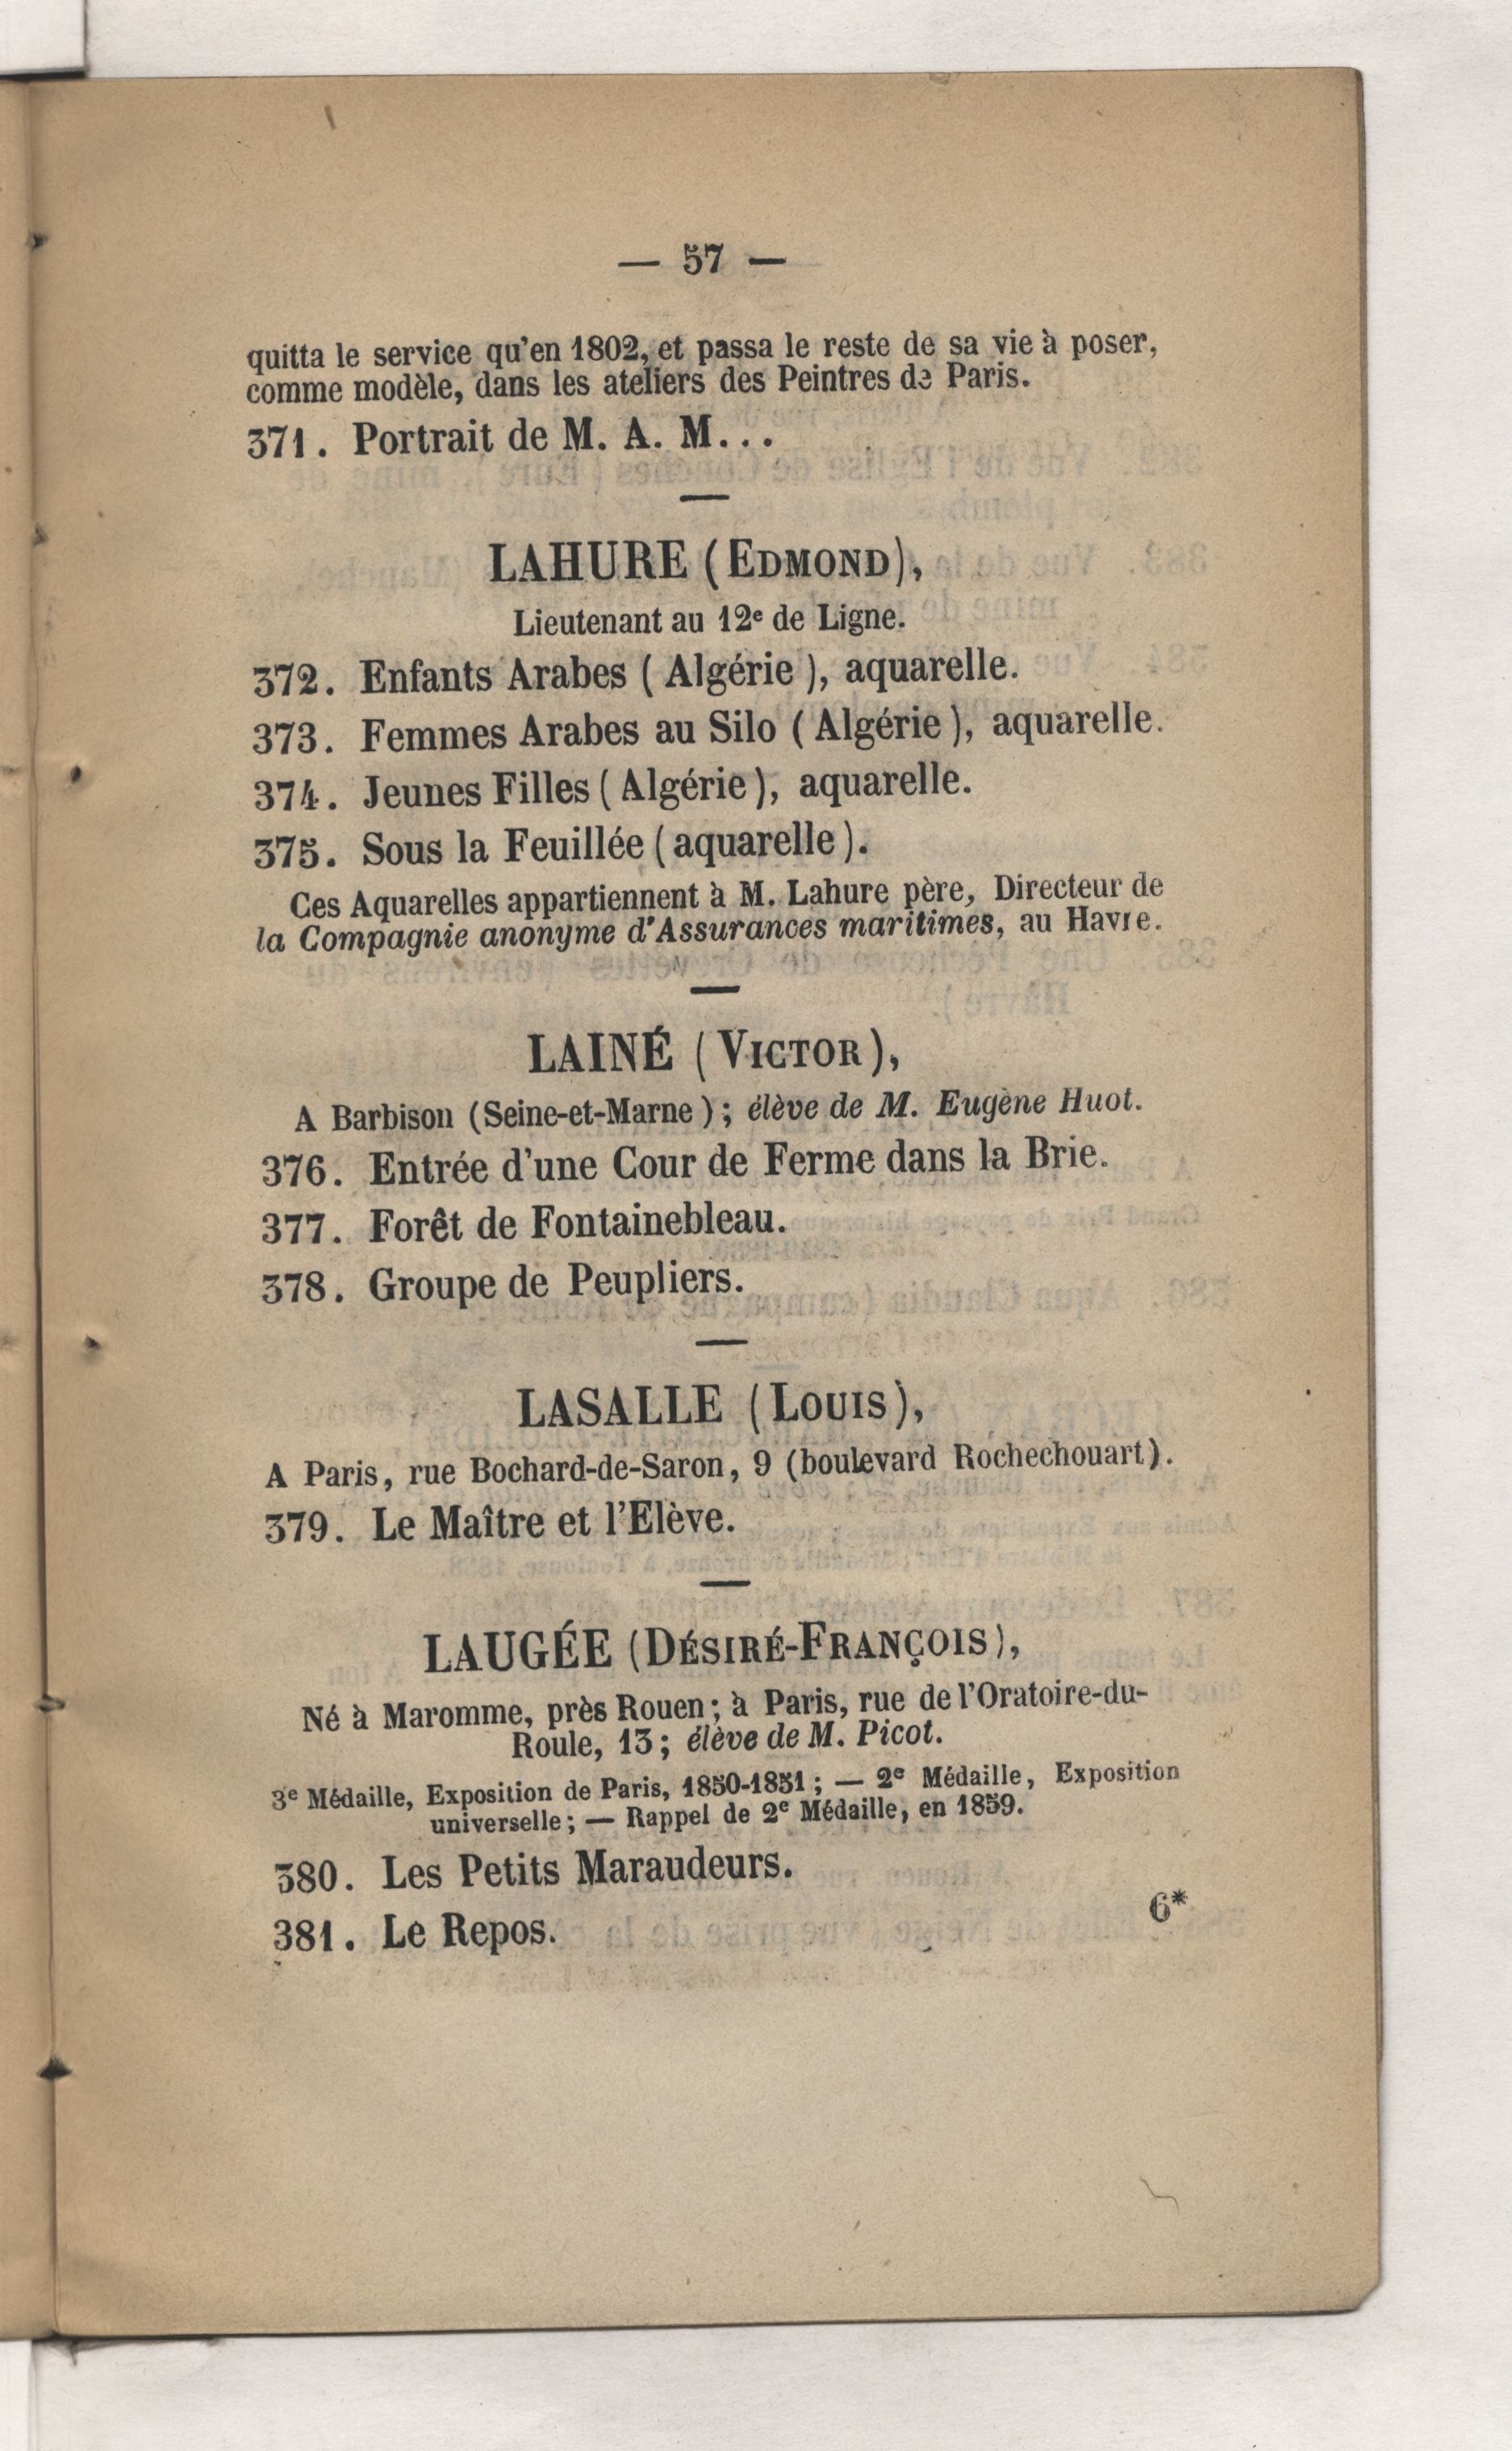 — 57 —
quitta le service qu'en 1802, et passa le reste de sa vie à poser,
comme modèle, dans les ateliers des Peintres de Paris.
371. Portrait de M. A. M...
LAHURE (EDMOND),
Lieutenant au 12e de Ligne.
372. Enfants Arabes (Algérie), aquarelle.
373. Femmes Arabes au Silo (Algérie), aquarelle.
374. Jeunes Filles (Algérie), aquarelle.
375. Sous la Feuillée (aquarelle).
Ces Aquarelles appartiennent à M. Lahure père, Directeur de
la Compagnie anonyme d'Assurances maritimes, au Havre.
LAINÉ (VICTOR),
A Barbison (Seine-et-Marne); élève de M. Eugène Huot.
376. Entrée d'une Cour de Ferme dans la Brie.
377. Forêt de Fontainebleau.
378. Groupe de Peupliers.
LASALLE (LOUIS),
A Paris, rue Bochard-de-Saron, 9 (boulevard Rochechouart).
379. Le Maître et l'Elève.
LAUGÉE (DÉSIRÉ-FRANÇOIS),
Né à Maromme, près Rouen; à Paris, rue de l'Oratoire-du-
Roule, 13; élève de M. Picot.
3e Médaille, Exposition de Paris, 1850-1851; — 2e Médaille, Exposition
universelle; — Rappel de 2e Médaille, en 1859.
380. Les Petits Maraudeurs.
381. Le Repos.
6*